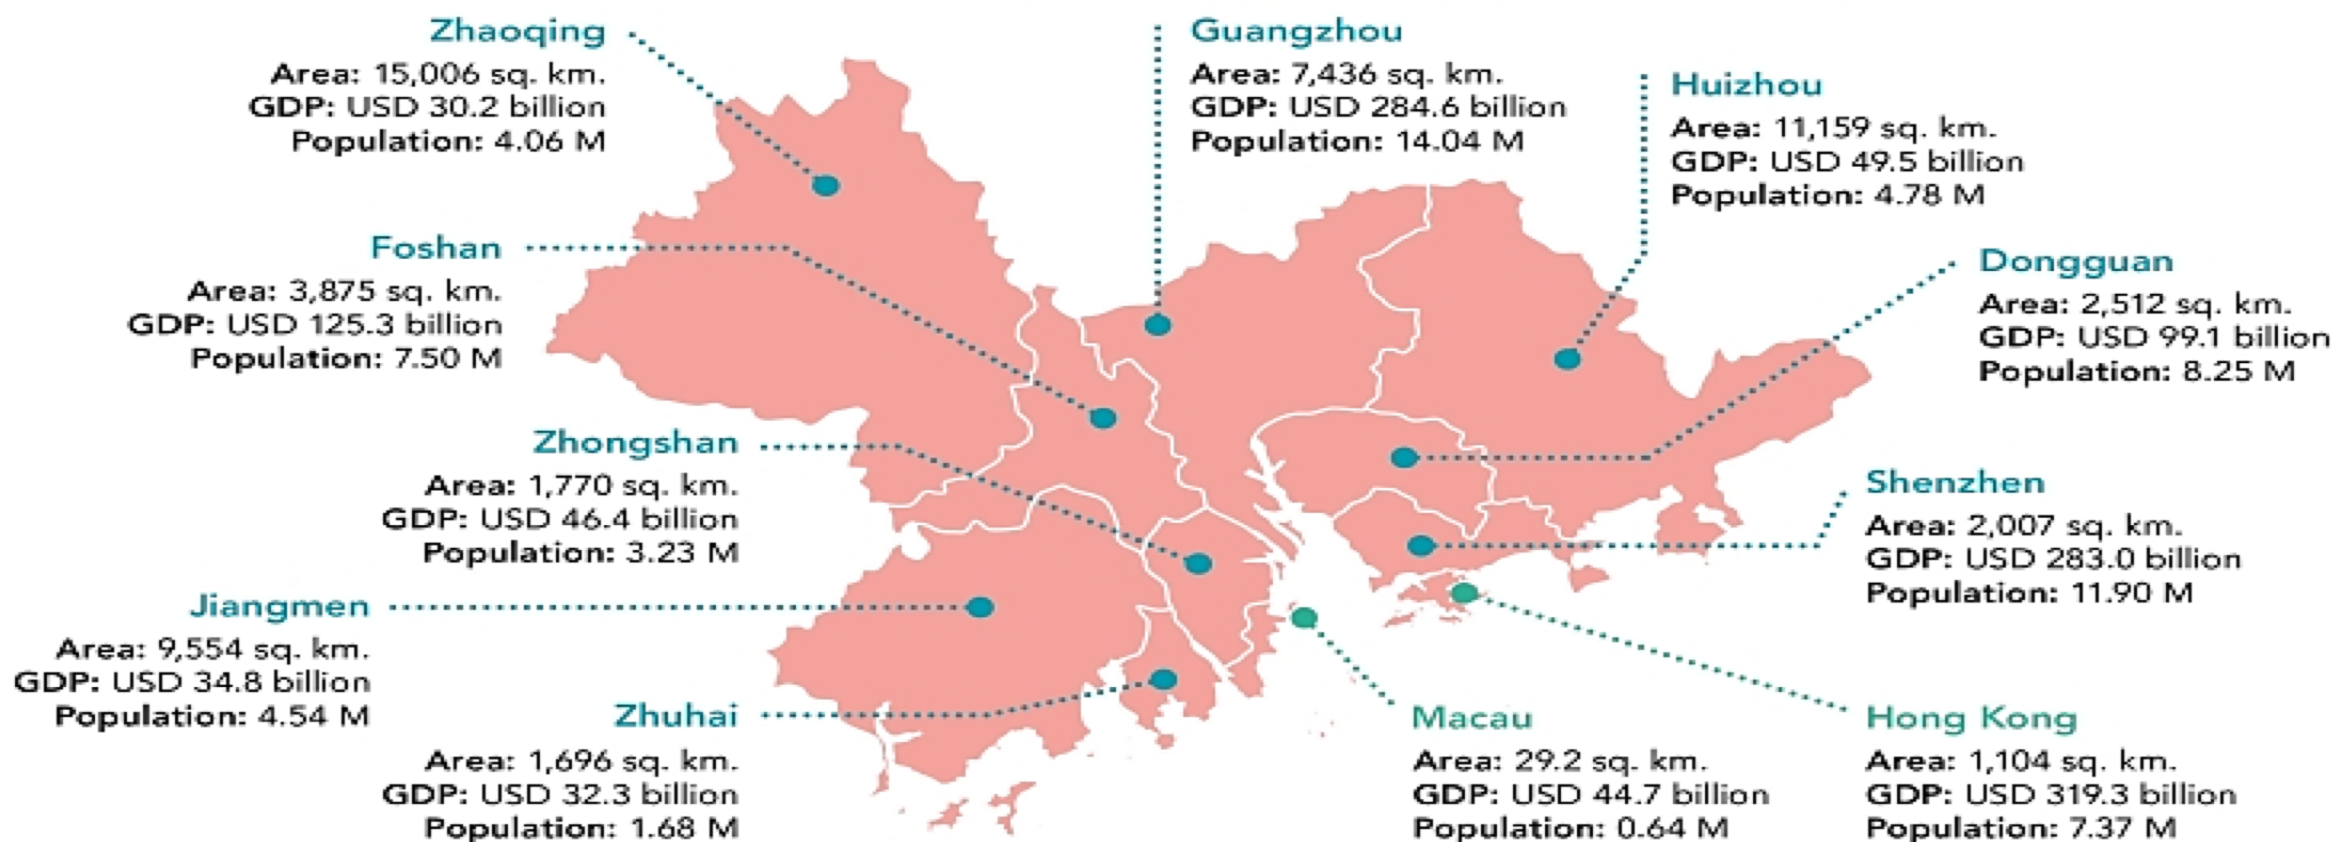 Zhaoqing
Area: 15,006 sq. km.
GDP: USD 30.2 billion
Population: 4.06 M
Guangzhou
Area: 7,436 sq. km.
GDP: USD 284.6 billion
Population: 14.04 M
Huizhou
Area: 11,159 sq. km.
GDP: USD 49.5 billion
Population: 4.78 M
Foshan
Area: 3,875 sq. km.
GDP: USD 125.3 billion
Population: 7.50 M
Dongguan
Area: 2,512 sq. km.
GDP: USD 99.1 billion
Population: 8.25 M
Zhongshan
Area: 1,770 sq. km.
GDP: USD 46.4 billion
Population: 3.23 M
Shenzhen
Area: 2,007 sq. km.
GDP: USD 283.0 billion
Population: 11.90 M
Jiangmen
Area: 9,554 sq. km.
GDP: USD 34.8 billion
Population: 4.54 M
Zhuhai
Area: 1,696 sq. km.
GDP: USD 32.3 billion
Population: 1.68 M
Macau
Area: 29.2 sq. km.
GDP: USD 44.7 billion
Population: 0.64 M
Hong Kong
Area: 1,104 sq. km.
GDP: USD 319.3 billion
Population: 7.37 M